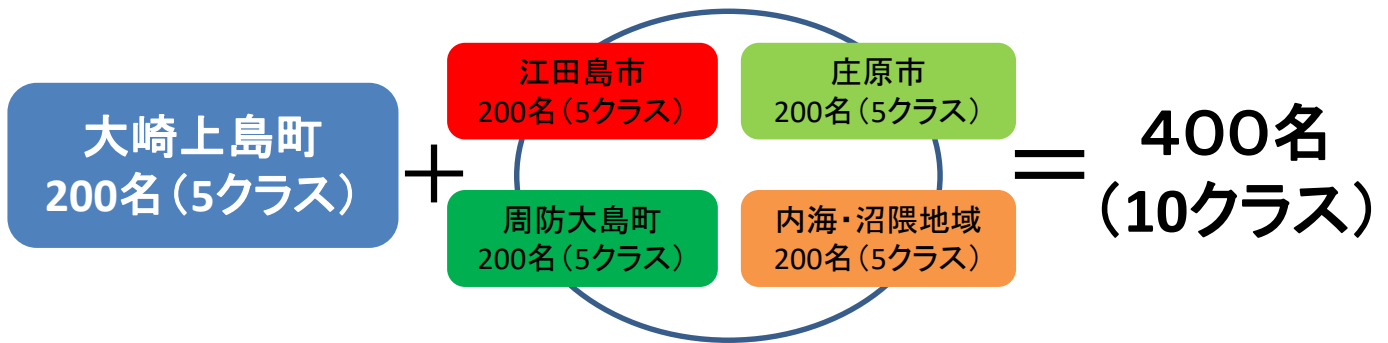 大崎上島町
200名（5クラス）
＋
江田島市
200名（5クラス）
庄原市
200名（5クラス）
周防大島町
200名（5クラス）
内海・沼隈地域
200名（5クラス）
＝
４００名
（10クラス）